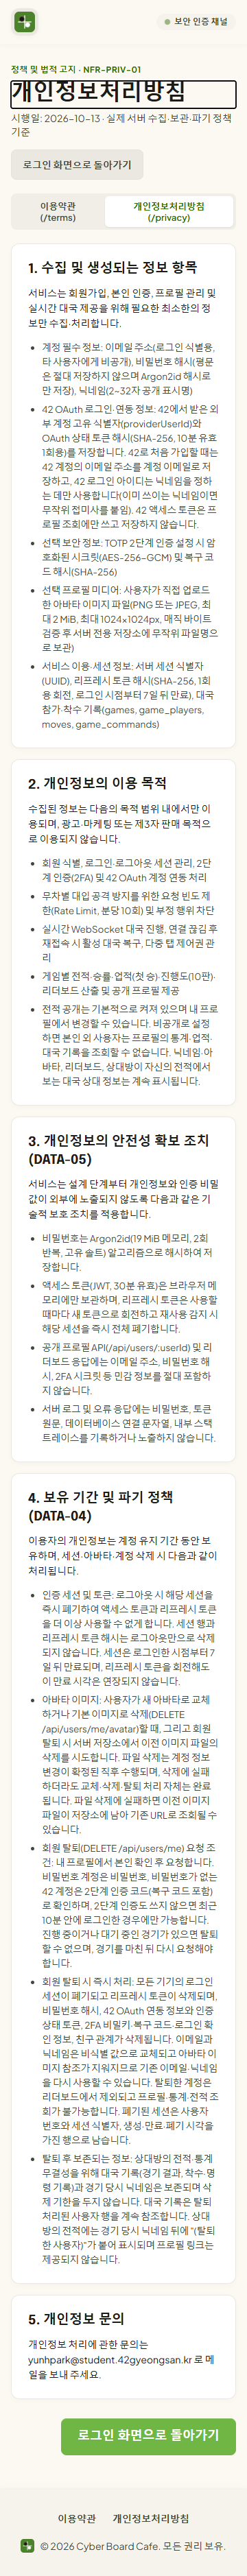 보안 인증 채널
정책 및 법적 고지 · NFR-PRIV-01
개인정보처리방침
시행일: 2026-10-13 · 실제 서버 수집·보관·파기 정책
기준
로그인 화면으로 돌아가기
이용약관
(/terms)
개인정보처리방침
(/privacy)
1. 수집 및 생성되는 정보 항목
서비스는 회원가입, 본인 인증, 프로필 관리 및
실시간 대국 제공을 위해 필요한 최소한의 정
보만 수집·처리합니다.
• 계정 필수 정보: 이메일 주소(로그인 식별용,
타 사용자에게 비공개), 비밀번호 해시(평문
은 절대 저장하지 않으며 Argon2id 해시로
만 저장), 닉네임(2~32자 공개 표시명)
• 42 OAuth 로그인·연동 정보: 42에서 받은 외
부 계정 고유 식별자(providerUserId)와
OAuth 상태 토큰 해시(SHA-256, 10분 유효
1회용)를 저장합니다. 42로 처음 가입할 때는
42 계정의 이메일 주소를 계정 이메일로 저
장하고, 42 로그인 아이디는 닉네임을 정하
는 데만 사용합니다(이미 쓰이는 닉네임이면
무작위 접미사를 붙임). 42 액세스 토큰은 프
로필 조회에만 쓰고 저장하지 않습니다.
• 선택 보안 정보: TOTP 2단계 인증 설정 시 암
호화된 시크릿(AES-256-GCM) 및 복구 코
드 해시(SHA-256)
• 선택 프로필 미디어: 사용자가 직접 업로드
한 아바타 이미지 파일(PNG 또는 JPEG, 최
대 2 MiB, 최대 1024×1024px, 매직 바이트
검증 후 서버 전용 저장소에 무작위 파일명으
로 보관)
• 서비스 이용·세션 정보: 서버 세션 식별자
(UUID), 리프레시 토큰 해시(SHA-256, 1회
용 회전, 로그인 시점부터 7일 뒤 만료), 대국
참가·착수 기록(games, game_players,
moves, game_commands)
2. 개인정보의 이용 목적
수집된 정보는 다음의 목적 범위 내에서만 이
용되며, 광고·마케팅 또는 제3자 판매 목적으
로 이용되지 않습니다.
• 회원 식별, 로그인·로그아웃 세션 관리, 2단
계 인증(2FA) 및 42 OAuth 계정 연동 처리
• 무차별 대입 공격 방지를 위한 요청 빈도 제
한(Rate Limit, 분당 10회) 및 부정 행위 차단
• 실시간 WebSocket 대국 진행, 연결 끊김 후
재접속 시 활성 대국 복구, 다중 탭 제어권 관
리
• 게임별 전적·승률·업적(첫 승)·진행도(10판)·
리더보드 산출 및 공개 프로필 제공
• 전적 공개는 기본적으로 켜져 있으며 내 프로
필에서 변경할 수 있습니다. 비공개로 설정
하면 본인 외 사용자는 프로필의 통계·업적·
대국 기록을 조회할 수 없습니다. 닉네임·아
바타, 리더보드, 상대방이 자신의 전적에서
보는 대국 상대 정보는 계속 표시됩니다.
3. 개인정보의 안전성 확보 조치
(DATA-05)
서비스는 설계 단계부터 개인정보와 인증 비밀
값이 외부에 노출되지 않도록 다음과 같은 기
술적 보호 조치를 적용합니다.
• 비밀번호는 Argon2id(19 MiB 메모리, 2회
반복, 고유 솔트) 알고리즘으로 해시하여 저
장합니다.
• 액세스 토큰(JWT, 30분 유효)은 브라우저 메
모리에만 보관하며, 리프레시 토큰은 사용할
때마다 새 토큰으로 회전하고 재사용 감지 시
해당 세션을 즉시 전체 폐기합니다.
• 공개 프로필 API(/api/users/:userId) 및 리
더보드 응답에는 이메일 주소, 비밀번호 해
시, 2FA 시크릿 등 민감 정보를 절대 포함하
지 않습니다.
• 서버 로그 및 오류 응답에는 비밀번호, 토큰
원문, 데이터베이스 연결 문자열, 내부 스택
트레이스를 기록하거나 노출하지 않습니다.
4. 보유 기간 및 파기 정책
(DATA-04)
이용자의 개인정보는 계정 유지 기간 동안 보
유하며, 세션·아바타·계정 삭제 시 다음과 같이
처리됩니다.
• 인증 세션 및 토큰: 로그아웃 시 해당 세션을
즉시 폐기하여 액세스 토큰과 리프레시 토큰
을 더 이상 사용할 수 없게 합니다. 세션 행과
리프레시 토큰 해시는 로그아웃만으로 삭제
되지 않습니다. 세션은 로그인한 시점부터 7
일 뒤 만료되며, 리프레시 토큰을 회전해도
이 만료 시각은 연장되지 않습니다.
• 아바타 이미지: 사용자가 새 아바타로 교체
하거나 기본 이미지로 삭제(DELETE
/api/users/me/avatar)할 때, 그리고 회원
탈퇴 시 서버 저장소에서 이전 이미지 파일의
삭제를 시도합니다. 파일 삭제는 계정 정보
변경이 확정된 직후 수행되며, 삭제에 실패
하더라도 교체·삭제·탈퇴 처리 자체는 완료
됩니다. 파일 삭제에 실패하면 이전 이미지
파일이 저장소에 남아 기존 URL로 조회될 수
있습니다.
• 회원 탈퇴(DELETE /api/users/me) 요청 조
건: 내 프로필에서 본인 확인 후 요청합니다.
비밀번호 계정은 비밀번호, 비밀번호가 없는
42 계정은 2단계 인증 코드(복구 코드 포함)
로 확인하며, 2단계 인증도 쓰지 않으면 최근
10분 안에 로그인한 경우에만 가능합니다.
진행 중이거나 대기 중인 경기가 있으면 탈퇴
할 수 없으며, 경기를 마친 뒤 다시 요청해야
합니다.
• 회원 탈퇴 시 즉시 처리: 모든 기기의 로그인
세션이 폐기되고 리프레시 토큰이 삭제되며,
비밀번호 해시, 42 OAuth 연동 정보와 인증
상태 토큰, 2FA 비밀키·복구 코드·로그인 확
인 정보, 친구 관계가 삭제됩니다. 이메일과
닉네임은 비식별 값으로 교체되고 아바타 이
미지 참조가 지워지므로 기존 이메일·닉네임
을 다시 사용할 수 있습니다. 탈퇴한 계정은
리더보드에서 제외되고 프로필·통계·전적 조
회가 불가능합니다. 폐기된 세션은 사용자
번호와 세션 식별자, 생성·만료·폐기 시각을
가진 행으로 남습니다.
• 탈퇴 후 보존되는 정보: 상대방의 전적·통계
무결성을 위해 대국 기록(경기 결과, 착수·명
령 기록)과 경기 당시 닉네임은 보존되며 삭
제 기한을 두지 않습니다. 대국 기록은 탈퇴
처리된 사용자 행을 계속 참조합니다. 상대
방의 전적에는 경기 당시 닉네임 뒤에 "(탈퇴
한 사용자)"가 붙어 표시되며 프로필 링크는
제공되지 않습니다.
5. 개인정보 문의
개인정보 처리에 관한 문의는
yunhpark@student.42gyeongsan.kr 로 메
일을 보내 주세요.
로그인 화면으로 돌아가기
이용약관
개인정보처리방침
© 2026 Cyber Board Cafe. 모든 권리 보유.